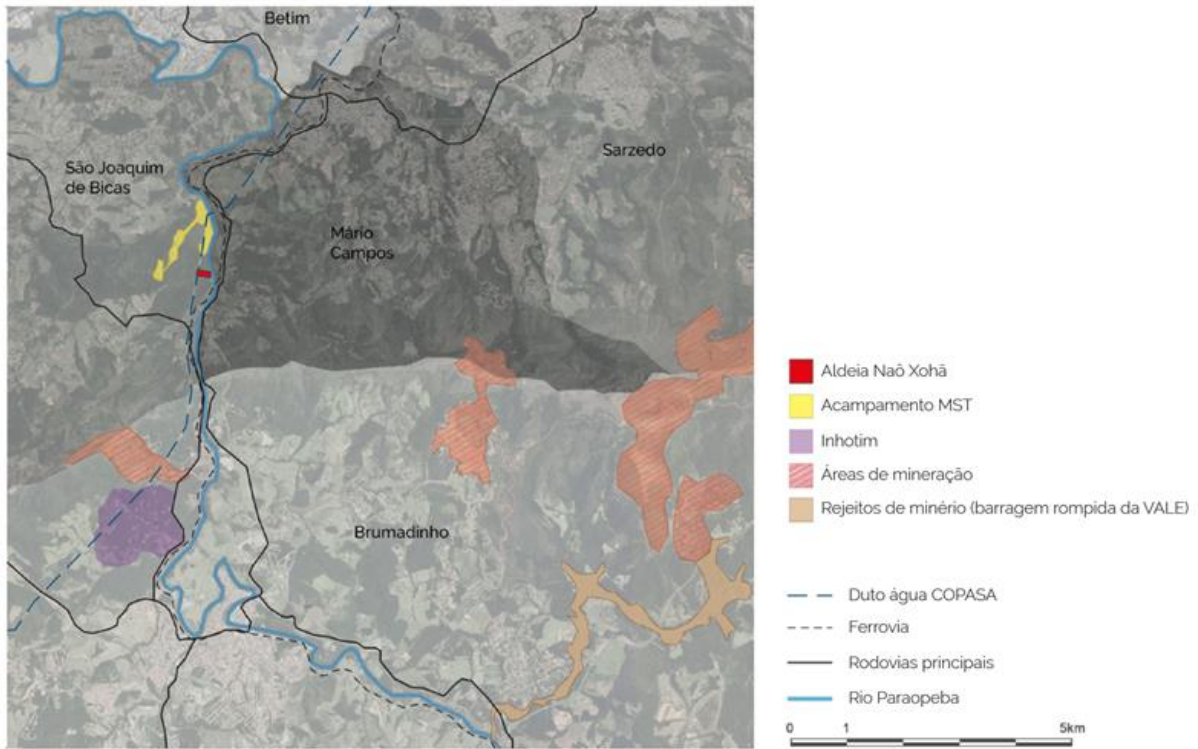 Betim
São Joaquim
de Bicas
Sarzedo
Mário
Campos
Brumadinho
Aldeia Naô Xohã
Acampamento MST
Inhotim
Áreas de mineração
Rejeitos de minério (barragem rompida da VALE)
Duto água COPASA
Ferrovia
Rodovias principais
Rio Paraopeba
0 1 5km